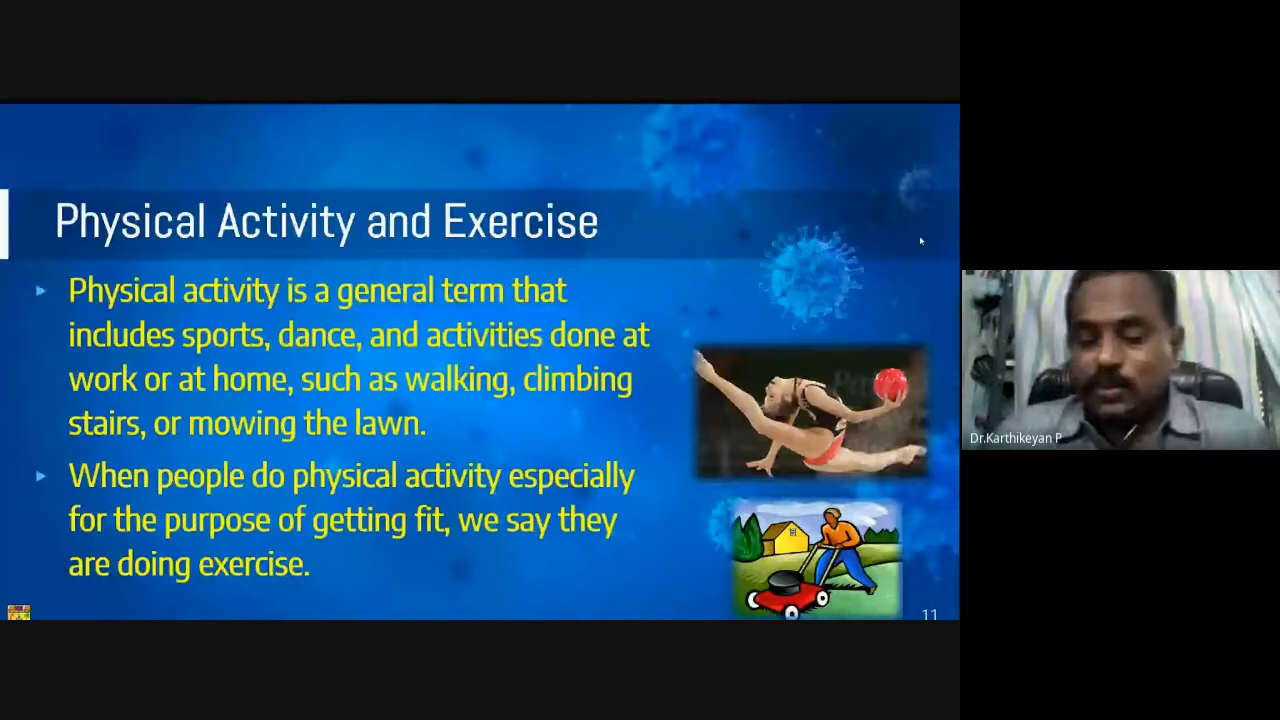 Physical Activity and Exercise
Physical activity is a general term that
includes sports, dance, and activities done at
work or at home, such as walking, climbing
stairs, or mowing the lawn.
When people do physical activity especially
for the purpose of getting fit, we say they
are doing exercise.
11
Dr.Karthikeyan P